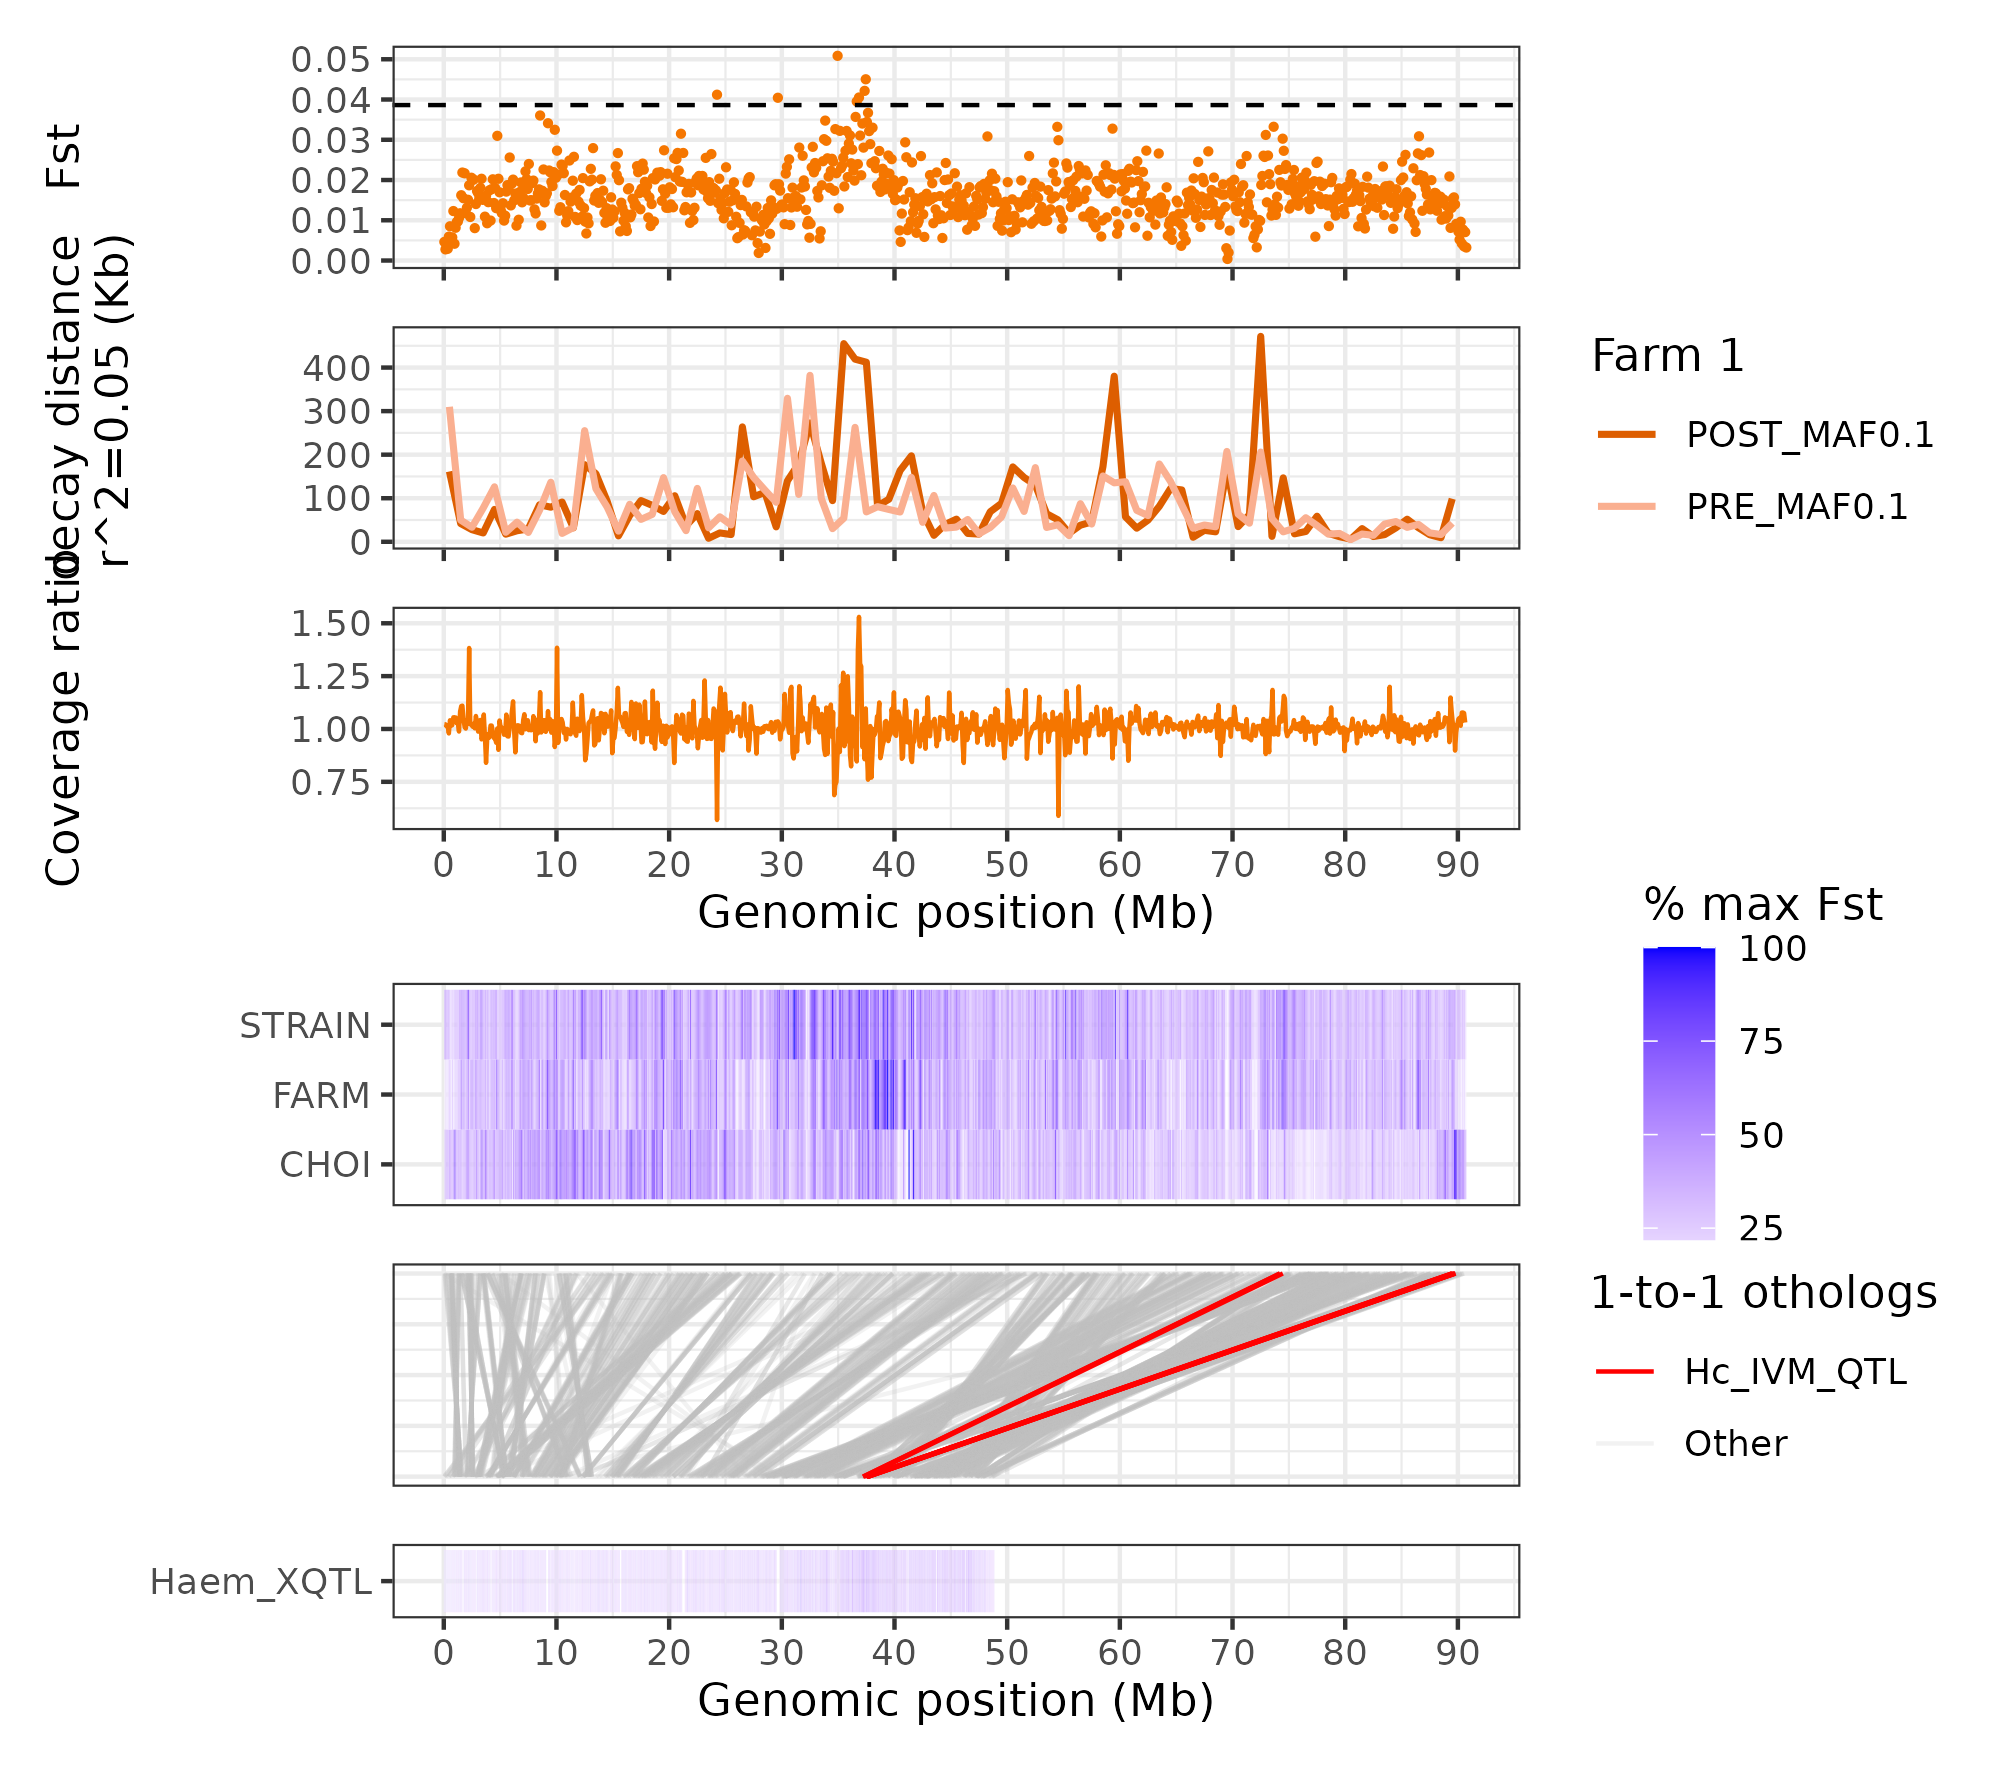 Fst
0.05
0.04
0.03
0.02
0.01
0.00
decay distance
r^2=0.05 (Kb)
400
300
200
100
0
Farm 1
POST_MAF0.1
PRE_MAF0.1
Coverage ratio
1.50
1.25
1.00
0.75
0 10 20 30 40 50 60 70 80 90
Genomic position (Mb)
STRAIN
FARM
CHOI
% max Fst
100
75
50
25
1-to-1 othologs
Hc_IVM_QTL
Other
Haem_XQTL
0 10 20 30 40 50 60 70 80 90
Genomic position (Mb)